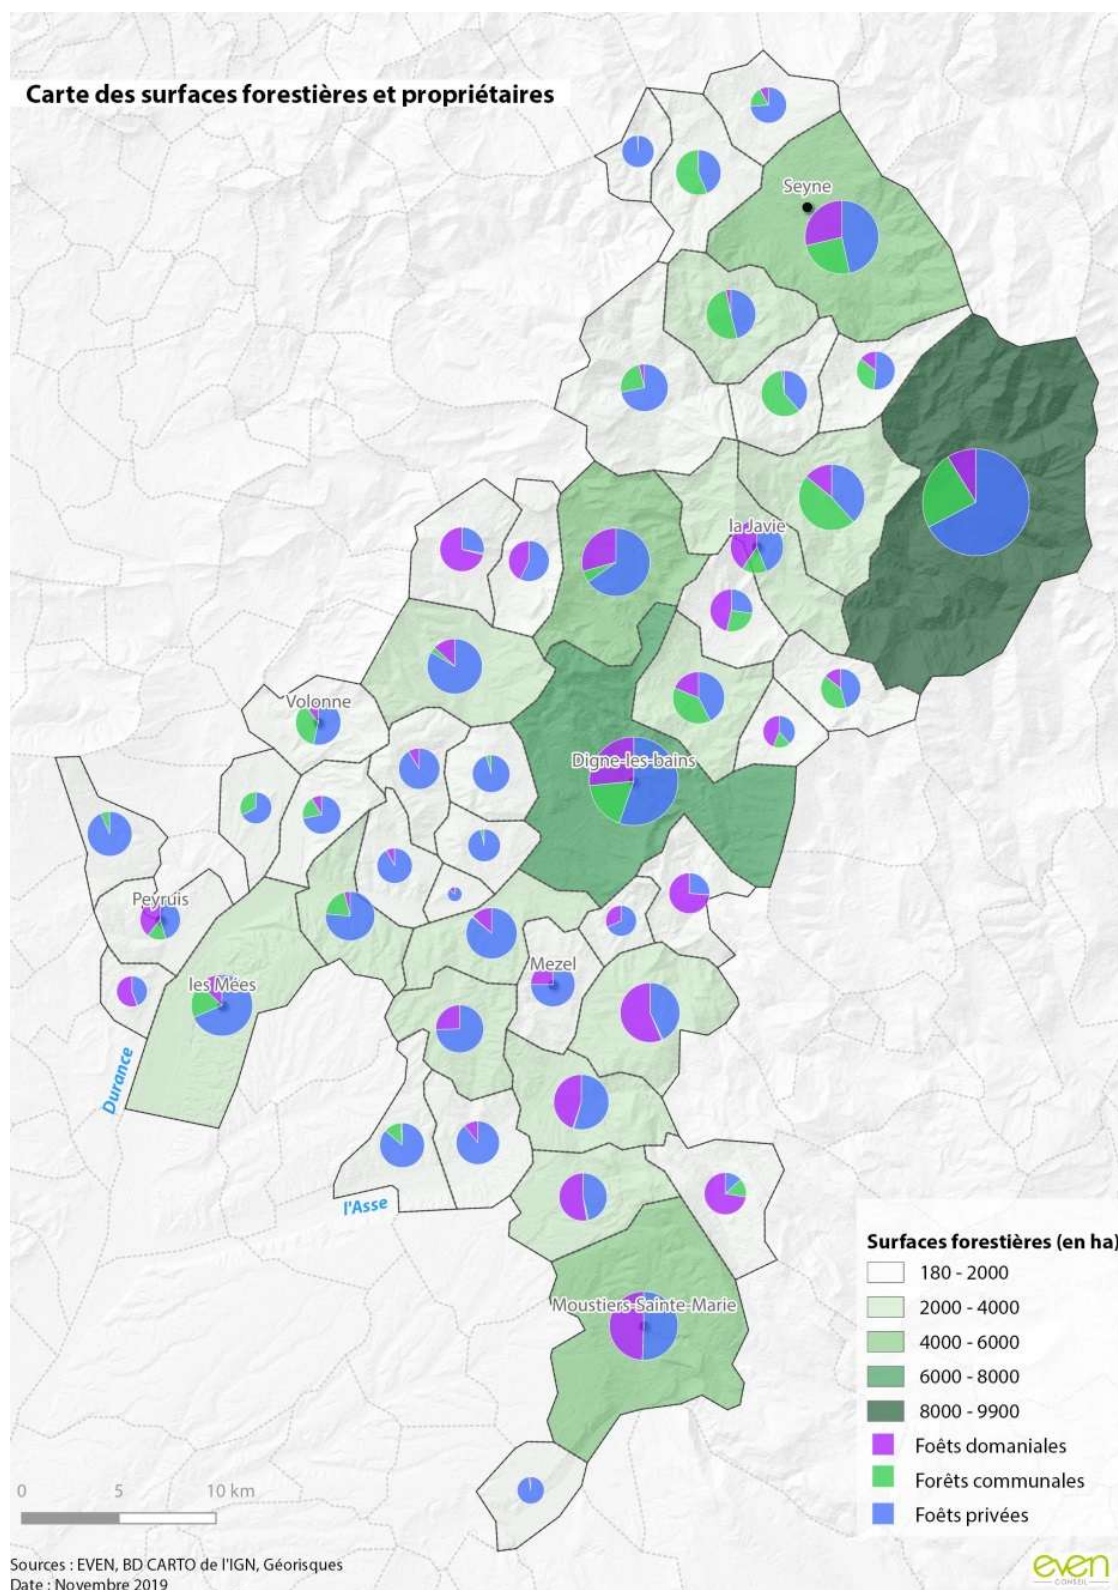 Carte des surfaces forestières et propriétaires
Seyne
la Javie
Volonne
Digne-les-bains
Peyruis
Mezel
les Mées
Durance
l'Asse
Moustiers-Sainte-Marie
Surfaces forestières (en ha)
180 - 2000
2000 - 4000
4000 - 6000
6000 - 8000
8000 - 9900
Foêts domaniales
Forêts communales
Foêts privées
0 5 10 km
Sources : EVEN, BD CARTO de l'IGN, Géorisques
Date : Novembre 2019
even
CONSEIL